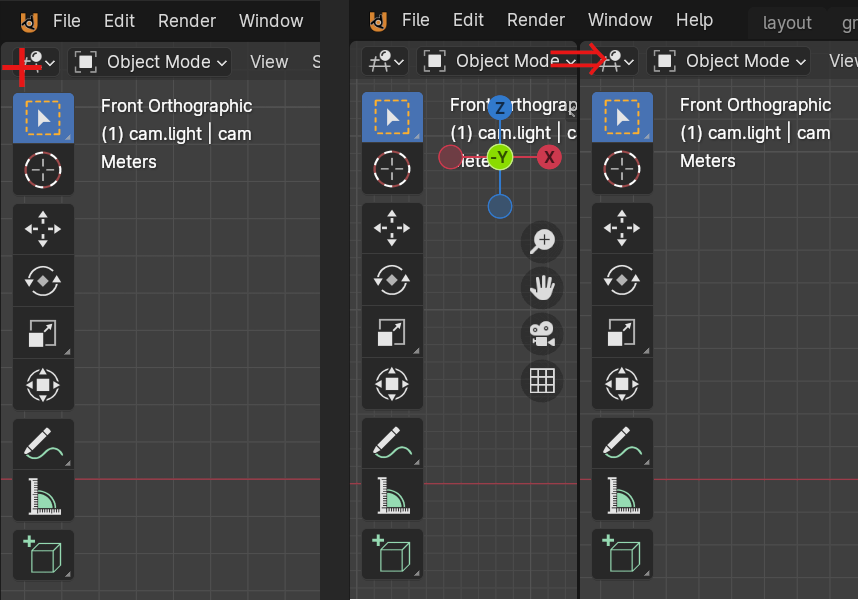 File Edit Render Window
Object Mode View S
Front Orthographic
(1) cam.light | cam
Meters
File Edit Render Window Help layout gr
Object Mode
Front Orthograp
(1) cam.light | c
Meters
Z
-Y X
Object Mode View
Front Orthographic
(1) cam.light | cam
Meters